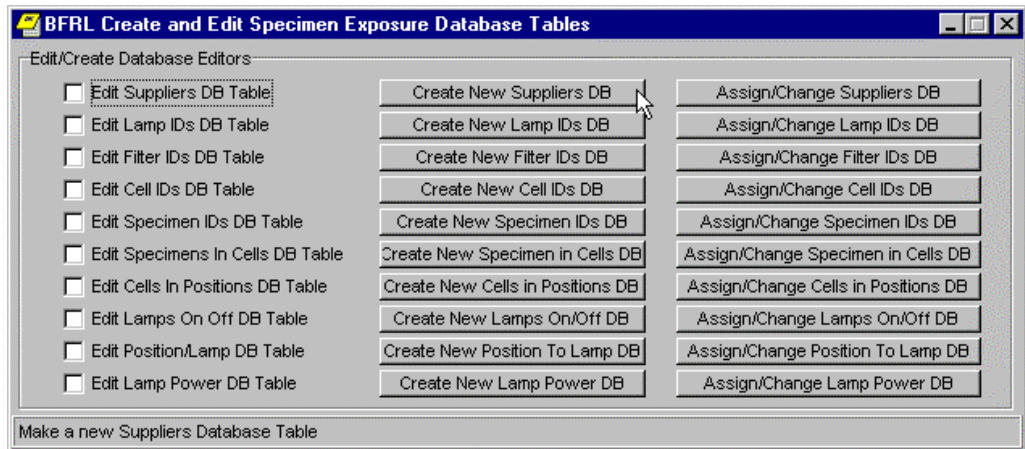 BFRL Create and Edit Specimen Exposure Database Tables
Edit/Create Database Editors
Edit Suppliers DB Table Create New Suppliers DB Assign/Change Suppliers DB
Edit Lamp IDs DB Table Create New Lamp IDs DB Assign/Change Lamp IDs DB
Edit Filter IDs DB Table Create New Filter IDs DB Assign/Change Filter IDs DB
Edit Cell IDs DB Table Create New Cell IDs DB Assign/Change Cell IDs DB
Edit Specimen IDs DB Table Create New Specimen IDs DB Assign/Change Specimen IDs DB
Edit Specimens In Cells DB Table Create New Specimen in Cells DB Assign/Change Specimen in Cells DB
Edit Cells In Positions DB Table Create New Cells in Positions DB Assign/Change Cells in Positions DB
Edit Lamps On Off DB Table Create New Lamps On/Off DB Assign/Change Lamps On/Off DB
Edit Position/Lamp DB Table Create New Position To Lamp DB Assign/Change Position To Lamp DB
Edit Lamp Power DB Table Create New Lamp Power DB Assign/Change Lamp Power DB
Make a new Suppliers Database Table